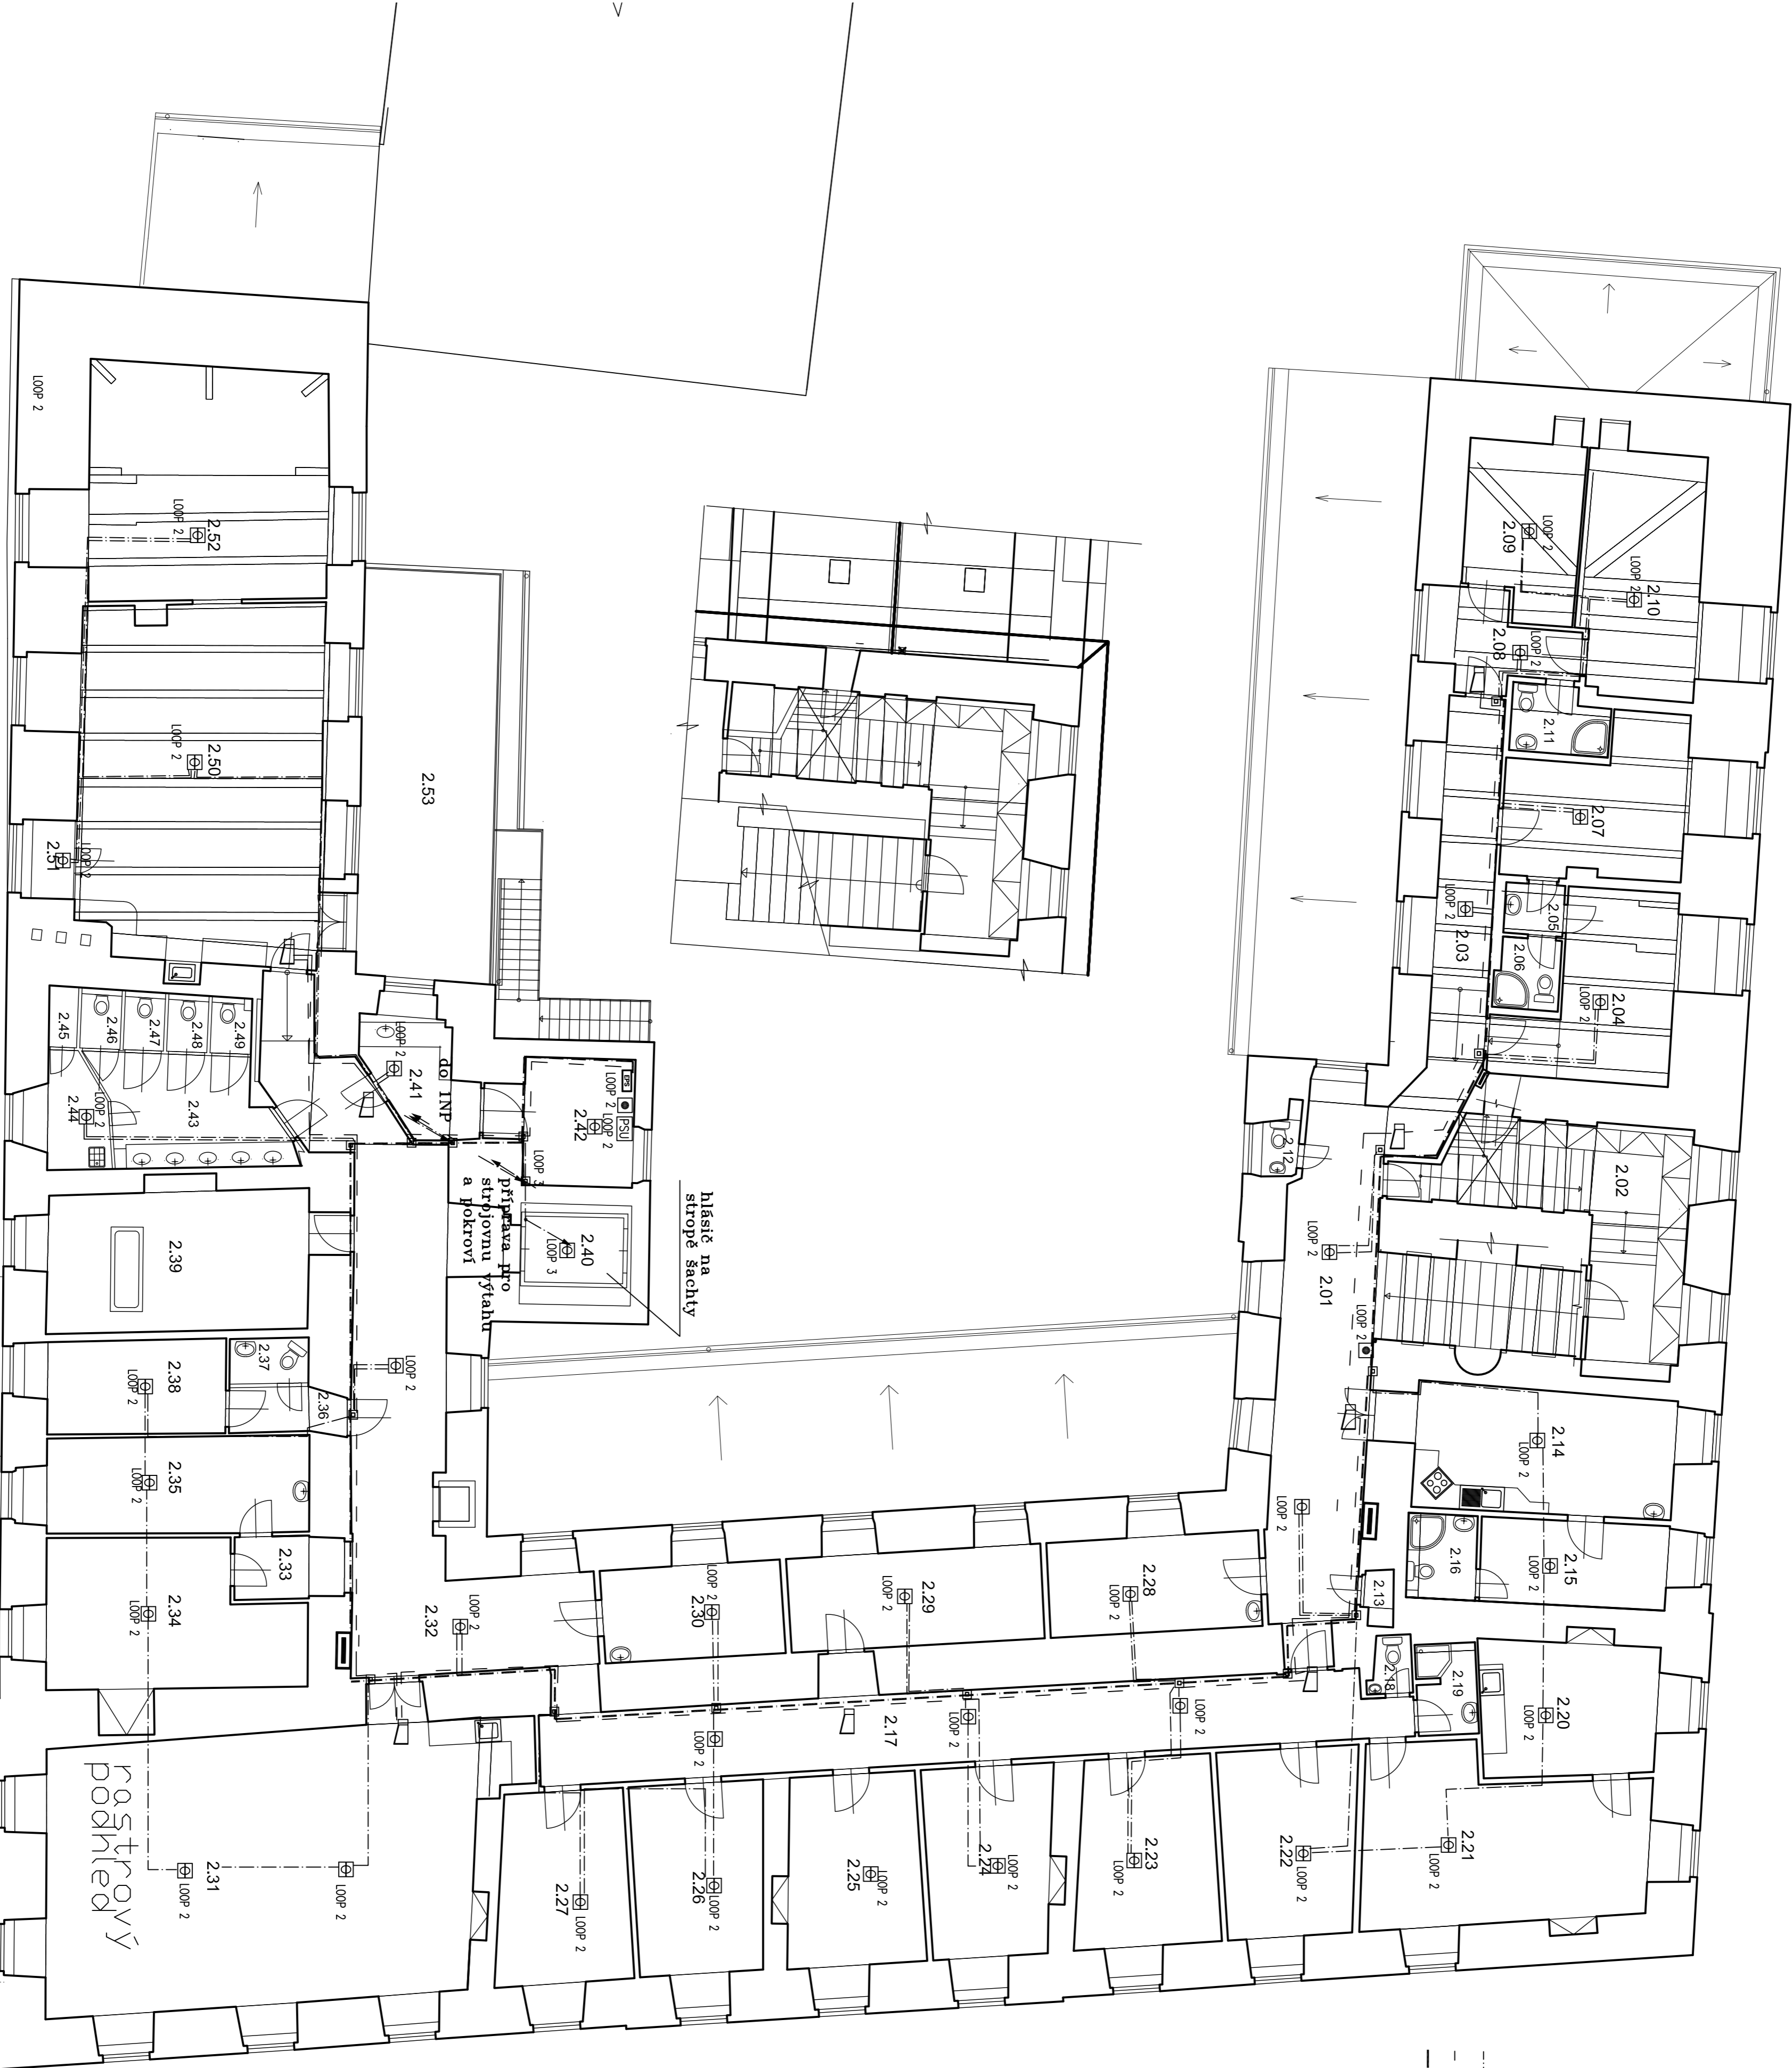 LOOP 2
2.52
LOOP 2
2.50
LOOP 2
2.51
LOOP 2
2.53
2.45
2.46
2.47
2.48
2.49
2.44
LOOP 2
2.43
LOOP 2
2.41
do 1NP
EPS
LOOP 2
PSU
2.42
LOOP 2
LOOP 3
příprava pro
strojovnu výtahu
a pokroví
2.40
LOOP 3
hlásič na
stropě šachty
2.39
2.38
LOOP 2
2.37
2.36
LOOP 2
2.35
LOOP 2
2.33
2.34
LOOP 2
2.32
LOOP 2
rastrový
podhled
2.31
LOOP 2
LOOP 2
2.30
LOOP 2
2.29
LOOP 2
2.28
LOOP 2
2.17
LOOP 2
LOOP 2
LOOP 2
2.27
LOOP 2
2.26
LOOP 2
2.25
LOOP 2
2.24
LOOP 2
2.23
LOOP 2
2.22
LOOP 2
2.21
LOOP 2
2.20
LOOP 2
2.19
2.18
2.13
2.16
2.15
LOOP 2
2.14
LOOP 2
LOOP 2
LOOP 2
2.01
LOOP 2
2.12
2.02
2.04
LOOP 2
2.03
LOOP 2
2.05
2.06
2.07
2.11
2.08
LOOP 2
2.09
LOOP 2
2.10
LOOP 2